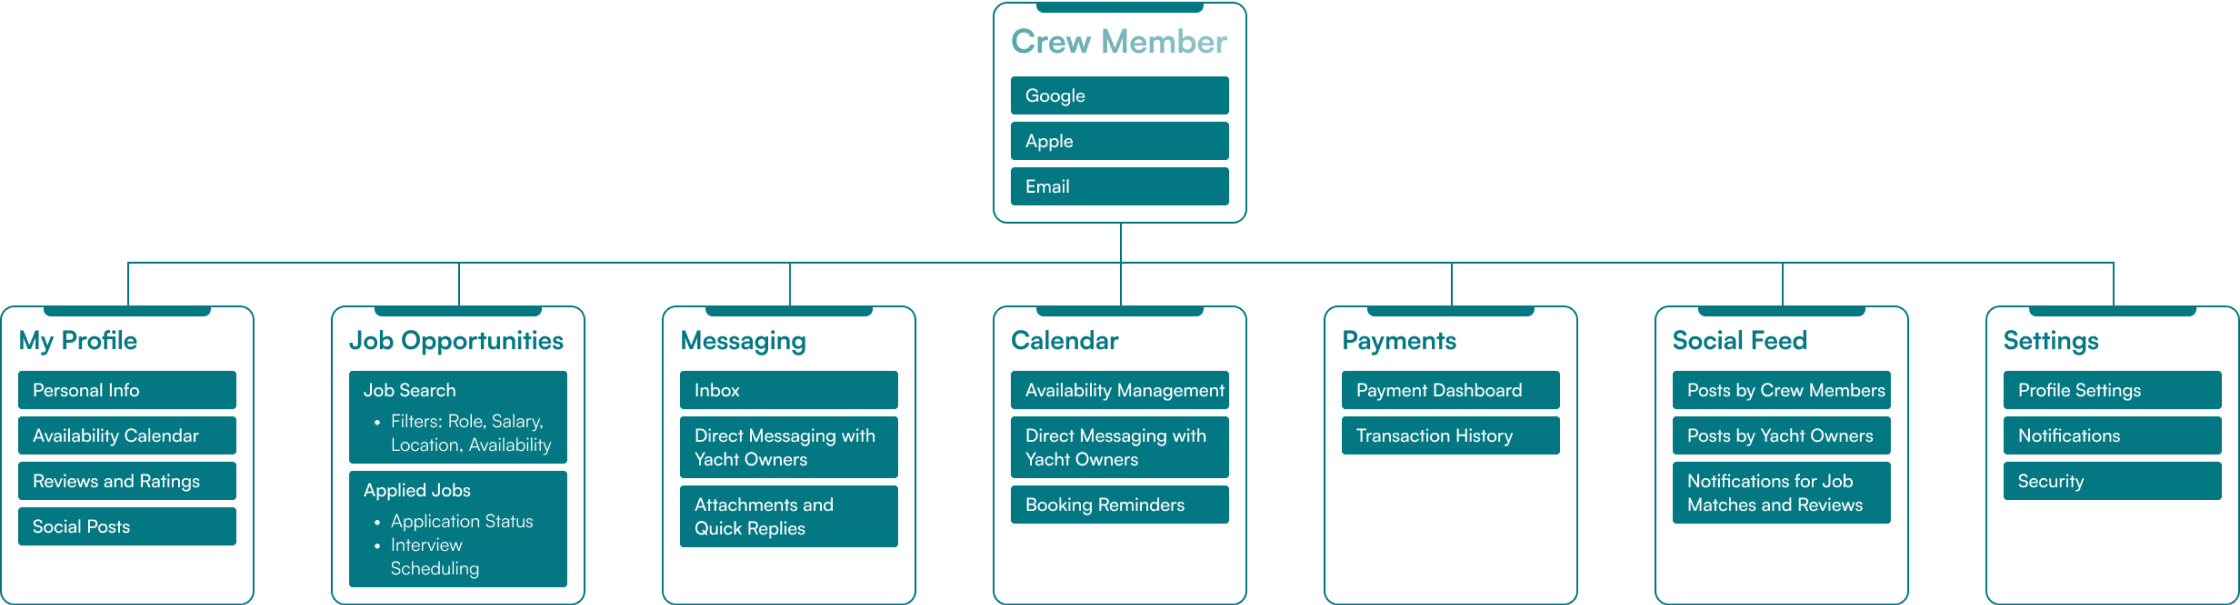 Crew Member
Google
Apple
Email
My Profile
Personal Info
Availability Calendar
Reviews and Ratings
Social Posts
Job Opportunities
Job Search
• Filters: Role, Salary,
Location, Availability
Applied Jobs
• Application Status
• Interview
Scheduling
Messaging
Inbox
Direct Messaging with
Yacht Owners
Attachments and
Quick Replies
Calendar
Availability Management
Direct Messaging with
Yacht Owners
Booking Reminders
Payments
Payment Dashboard
Transaction History
Social Feed
Posts by Crew Members
Posts by Yacht Owners
Notifications for Job
Matches and Reviews
Settings
Profile Settings
Notifications
Security